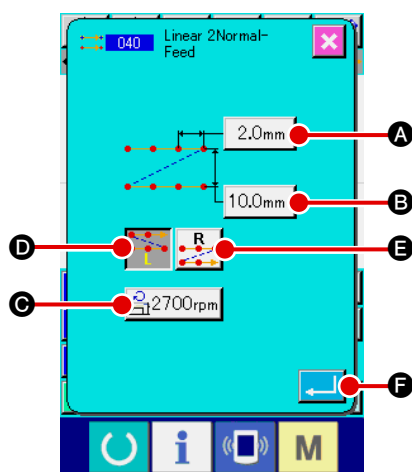 040 Linear 2Normal-
Feed
2.0mm A
10.0mm B
D L R E
C 2700rpm
F
i M